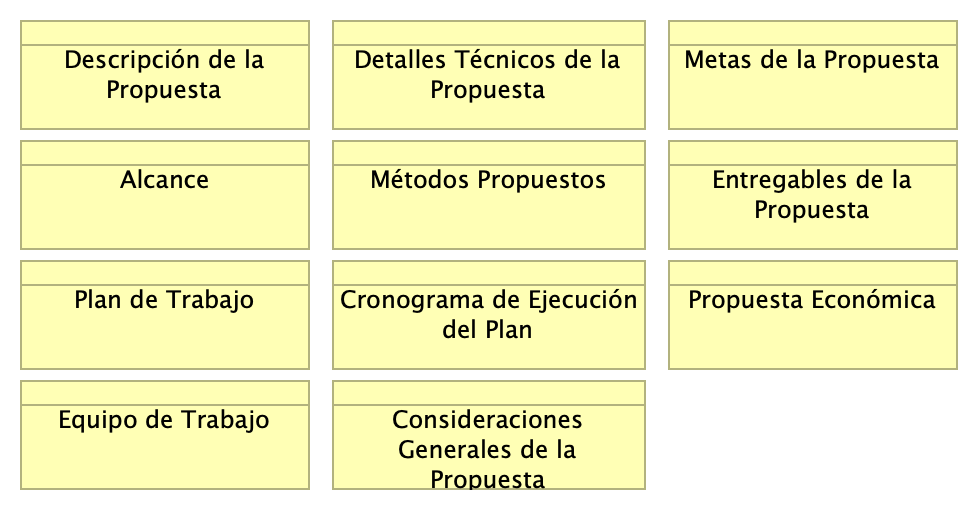 Descripción de la
Propuesta
Detalles Técnicos de la
Propuesta
Metas de la Propuesta
Alcance
Métodos Propuestos
Entregables de la
Propuesta
Plan de Trabajo
Cronograma de Ejecución
del Plan
Propuesta Económica
Equipo de Trabajo
Consideraciones
Generales de la
Propuesta